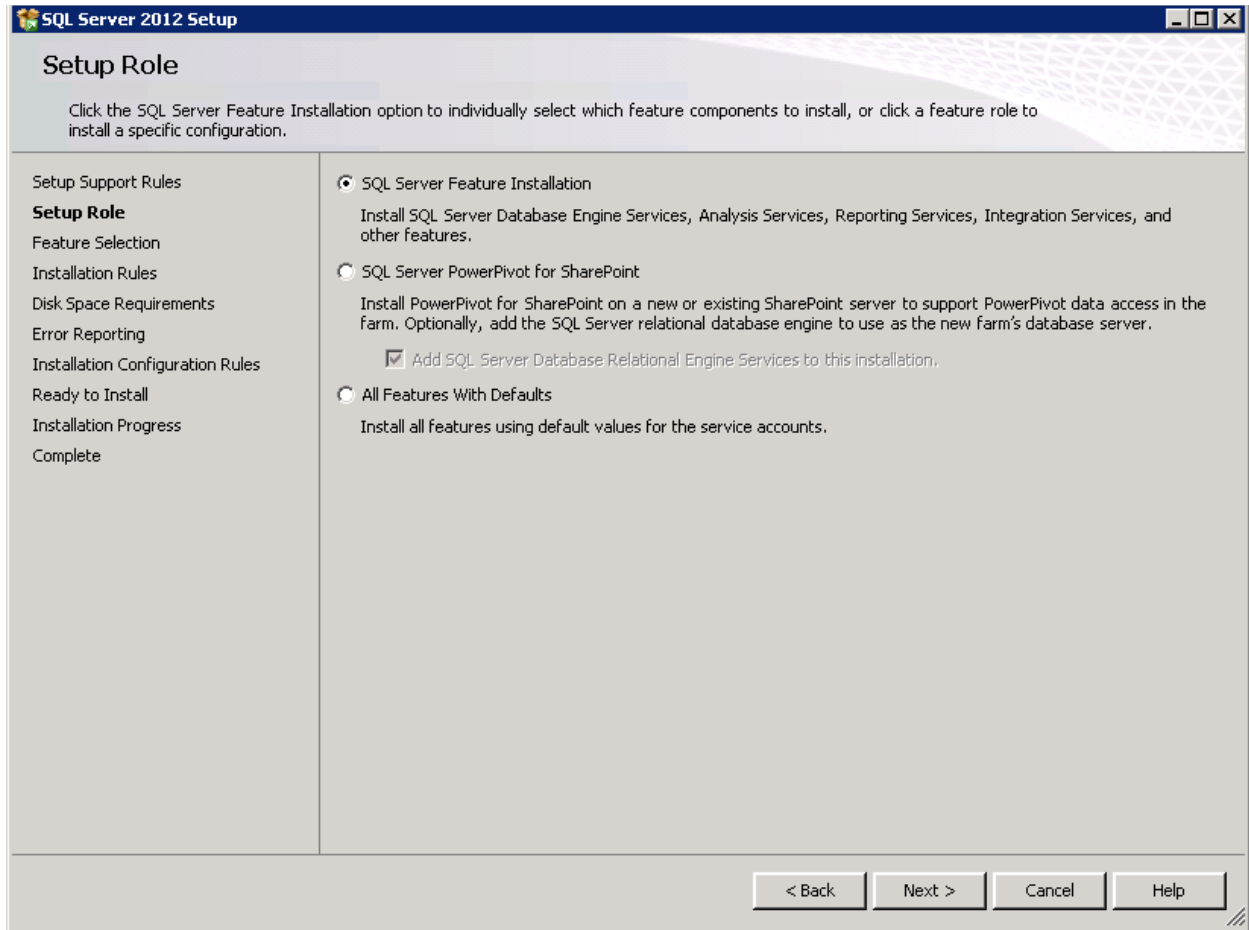 SQL Server 2012 Setup
Setup Role
Click the SQL Server Feature Installation option to individually select which feature components to install, or click a feature role to
install a specific configuration.
Setup Support Rules
Setup Role
Feature Selection
Installation Rules
Disk Space Requirements
Error Reporting
Installation Configuration Rules
Ready to Install
Installation Progress
Complete
SQL Server Feature Installation
Install SQL Server Database Engine Services, Analysis Services, Reporting Services, Integration Services, and
other features.
SQL Server PowerPivot for SharePoint
Install PowerPivot for SharePoint on a new or existing SharePoint server to support PowerPivot data access in the
farm. Optionally, add the SQL Server relational database engine to use as the new farm's database server.
Add SQL Server Database Relational Engine Services to this installation.
All Features With Defaults
Install all features using default values for the service accounts.
< Back
Next >
Cancel
Help